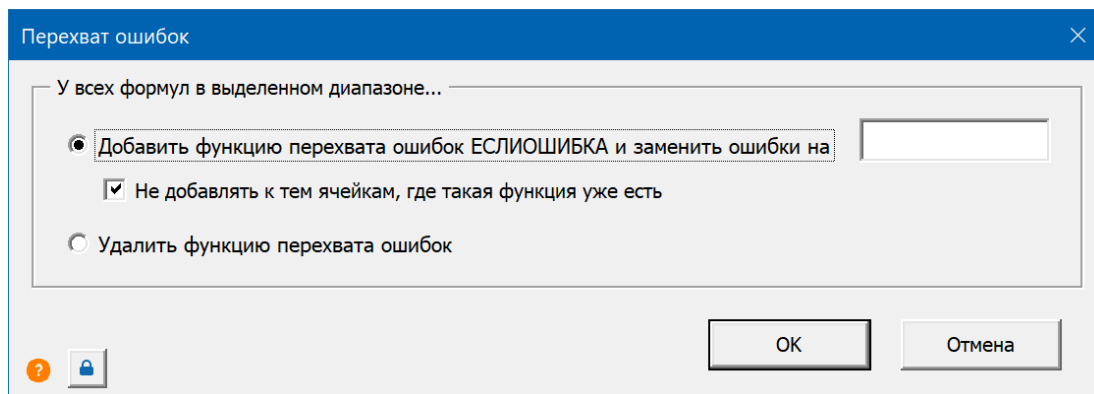 Перехват ошибок
У всех формул в выделенном диапазоне...
Добавить функцию перехвата ошибок ЕСЛИОШИБКА и заменить ошибки на
Не добавлять к тем ячейкам, где такая функция уже есть
Удалить функцию перехвата ошибок
OK
Отмена
?